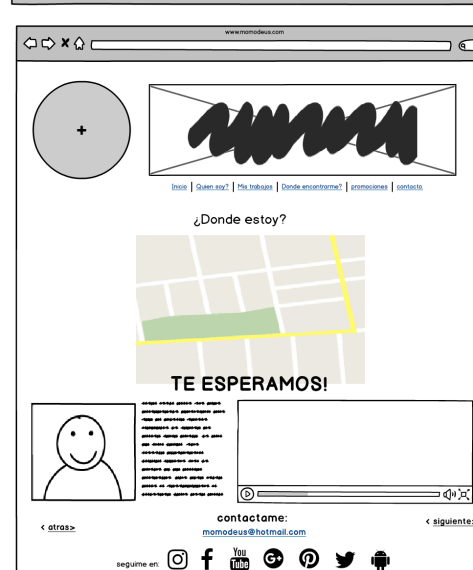 www.momodeus.com
Inicio | Quien soy? | Mis trabajos | Donde encontrarme? | promociones | contacto
¿Donde estoy?
TE ESPERAMOS!
contactame:
< atras>
< siguiente>
momodeus@hotmail.com
seguime en: You Tube